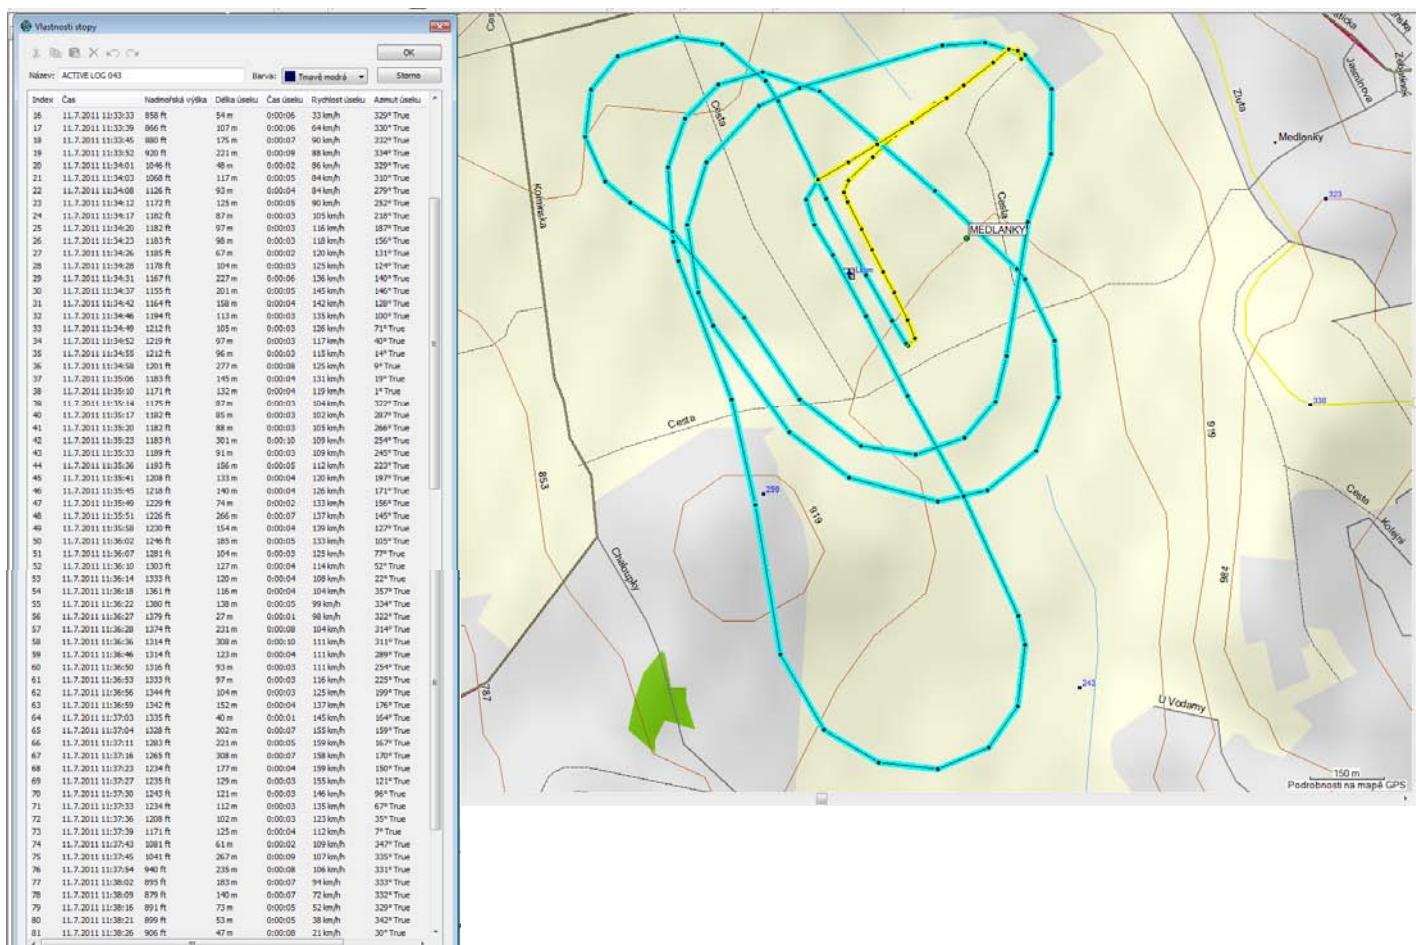 Vlastnosti stopy
OK
Název: ACTIVE LOG 043 Barva: Tmavě modrá Storno
Index Čas Nadmořská výška Délka úseku Čas úseku Rychlost úseku Azimut úseku
16 11.7.2011 11:33:33 858 ft 54 m 0:00:06 33 km/h 329° True
17 11.7.2011 11:33:39 866 ft 107 m 0:00:06 64 km/h 330° True
18 11.7.2011 11:33:45 880 ft 175 m 0:00:07 90 km/h 332° True
19 11.7.2011 11:33:52 920 ft 221 m 0:00:09 88 km/h 334° True
20 11.7.2011 11:34:01 1046 ft 48 m 0:00:02 86 km/h 329° True
21 11.7.2011 11:34:03 1068 ft 117 m 0:00:05 84 km/h 310° True
22 11.7.2011 11:34:08 1126 ft 93 m 0:00:04 84 km/h 279° True
23 11.7.2011 11:34:12 1172 ft 125 m 0:00:05 90 km/h 252° True
24 11.7.2011 11:34:17 1182 ft 87 m 0:00:03 105 km/h 218° True
25 11.7.2011 11:34:20 1182 ft 97 m 0:00:03 116 km/h 187° True
26 11.7.2011 11:34:23 1183 ft 98 m 0:00:03 118 km/h 156° True
27 11.7.2011 11:34:26 1185 ft 67 m 0:00:02 120 km/h 131° True
28 11.7.2011 11:34:28 1178 ft 104 m 0:00:03 125 km/h 124° True
29 11.7.2011 11:34:31 1167 ft 227 m 0:00:06 136 km/h 140° True
30 11.7.2011 11:34:37 1155 ft 201 m 0:00:05 145 km/h 146° True
31 11.7.2011 11:34:42 1164 ft 158 m 0:00:04 142 km/h 128° True
32 11.7.2011 11:34:46 1194 ft 113 m 0:00:03 135 km/h 100° True
33 11.7.2011 11:34:49 1212 ft 105 m 0:00:03 126 km/h 71° True
34 11.7.2011 11:34:52 1219 ft 97 m 0:00:03 117 km/h 40° True
35 11.7.2011 11:34:55 1212 ft 96 m 0:00:03 115 km/h 14° True
36 11.7.2011 11:34:58 1201 ft 277 m 0:00:08 125 km/h 9° True
37 11.7.2011 11:35:06 1183 ft 145 m 0:00:04 131 km/h 19° True
38 11.7.2011 11:35:10 1171 ft 132 m 0:00:04 119 km/h 1° True
39 11.7.2011 11:35:14 1175 ft 87 m 0:00:03 104 km/h 322° True
40 11.7.2011 11:35:17 1182 ft 85 m 0:00:03 102 km/h 287° True
41 11.7.2011 11:35:20 1182 ft 88 m 0:00:03 105 km/h 266° True
42 11.7.2011 11:35:23 1183 ft 301 m 0:00:10 109 km/h 254° True
43 11.7.2011 11:35:33 1189 ft 91 m 0:00:03 109 km/h 245° True
44 11.7.2011 11:35:36 1193 ft 156 m 0:00:05 112 km/h 223° True
45 11.7.2011 11:35:41 1208 ft 133 m 0:00:04 120 km/h 197° True
46 11.7.2011 11:35:45 1218 ft 140 m 0:00:04 126 km/h 171° True
47 11.7.2011 11:35:49 1229 ft 74 m 0:00:02 133 km/h 156° True
48 11.7.2011 11:35:51 1226 ft 266 m 0:00:07 137 km/h 145° True
49 11.7.2011 11:35:58 1230 ft 154 m 0:00:04 139 km/h 127° True
50 11.7.2011 11:36:02 1246 ft 185 m 0:00:05 133 km/h 105° True
51 11.7.2011 11:36:07 1281 ft 104 m 0:00:03 125 km/h 77° True
52 11.7.2011 11:36:10 1303 ft 127 m 0:00:04 114 km/h 52° True
53 11.7.2011 11:36:14 1333 ft 120 m 0:00:04 108 km/h 22° True
54 11.7.2011 11:36:18 1361 ft 116 m 0:00:04 104 km/h 357° True
55 11.7.2011 11:36:22 1380 ft 138 m 0:00:05 99 km/h 334° True
56 11.7.2011 11:36:27 1379 ft 27 m 0:00:01 98 km/h 322° True
57 11.7.2011 11:36:28 1374 ft 231 m 0:00:08 104 km/h 314° True
58 11.7.2011 11:36:36 1314 ft 308 m 0:00:10 111 km/h 311° True
59 11.7.2011 11:36:46 1314 ft 123 m 0:00:04 111 km/h 289° True
60 11.7.2011 11:36:50 1316 ft 93 m 0:00:03 111 km/h 254° True
61 11.7.2011 11:36:53 1333 ft 97 m 0:00:03 116 km/h 225° True
62 11.7.2011 11:36:56 1344 ft 104 m 0:00:03 125 km/h 199° True
63 11.7.2011 11:36:59 1342 ft 152 m 0:00:04 137 km/h 176° True
64 11.7.2011 11:37:03 1335 ft 40 m 0:00:01 145 km/h 164° True
65 11.7.2011 11:37:04 1328 ft 302 m 0:00:07 155 km/h 159° True
66 11.7.2011 11:37:11 1283 ft 221 m 0:00:05 159 km/h 167° True
67 11.7.2011 11:37:16 1265 ft 308 m 0:00:07 158 km/h 170° True
68 11.7.2011 11:37:23 1234 ft 177 m 0:00:04 159 km/h 150° True
69 11.7.2011 11:37:27 1235 ft 129 m 0:00:03 155 km/h 121° True
70 11.7.2011 11:37:30 1243 ft 121 m 0:00:03 146 km/h 96° True
71 11.7.2011 11:37:33 1234 ft 112 m 0:00:03 135 km/h 67° True
72 11.7.2011 11:37:36 1208 ft 102 m 0:00:03 123 km/h 35° True
73 11.7.2011 11:37:39 1171 ft 125 m 0:00:04 112 km/h 7° True
74 11.7.2011 11:37:43 1081 ft 61 m 0:00:02 109 km/h 347° True
75 11.7.2011 11:37:45 1041 ft 267 m 0:00:09 107 km/h 335° True
76 11.7.2011 11:37:54 940 ft 235 m 0:00:08 106 km/h 331° True
77 11.7.2011 11:38:02 895 ft 183 m 0:00:07 94 km/h 333° True
78 11.7.2011 11:38:09 879 ft 140 m 0:00:07 72 km/h 332° True
79 11.7.2011 11:38:16 891 ft 73 m 0:00:05 52 km/h 329° True
80 11.7.2011 11:38:21 899 ft 53 m 0:00:05 38 km/h 342° True
81 11.7.2011 11:38:26 906 ft 47 m 0:00:08 21 km/h 30° True
Kominska
Cesta
Cesta
MEDLANKY
Medlanky
Jasminova
323
338
Cesta
259
919
853
919
984
Cesta
Kolejni
Chaloupky
787
243
U Vodarny
150 m
Podrobnosti na mapě GPS